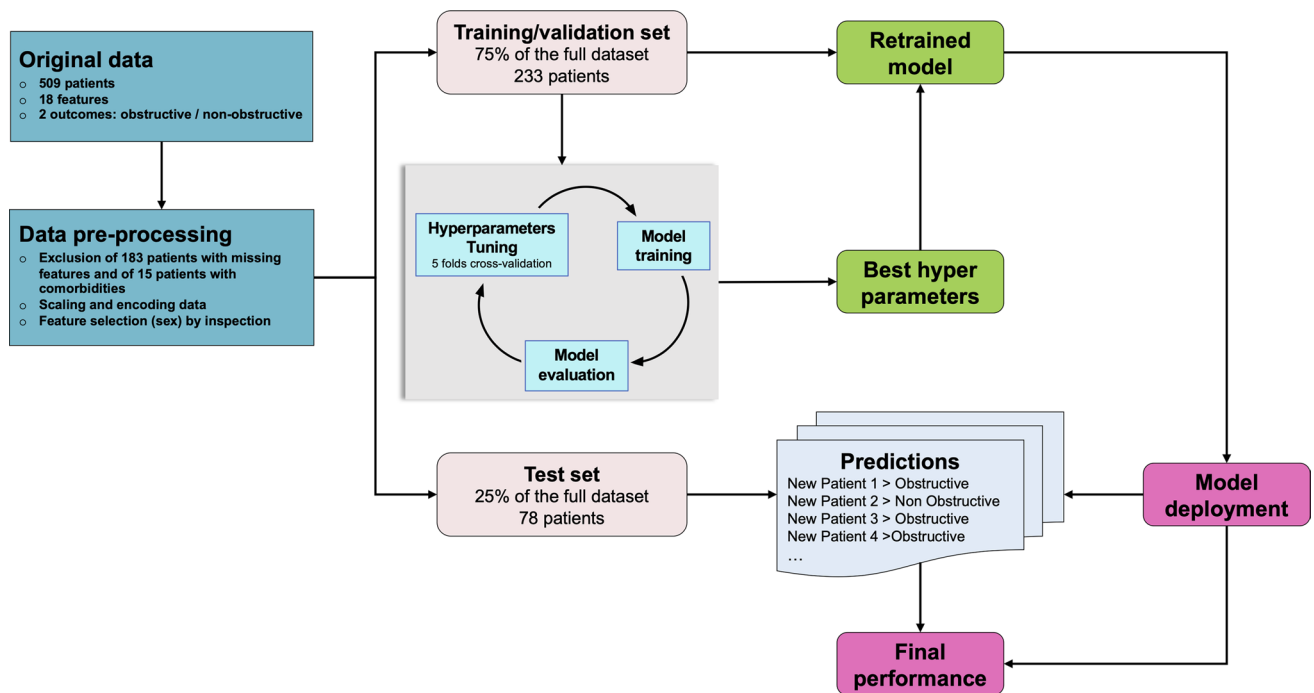 Original data
○ 509 patients
○ 18 features
○ 2 outcomes: obstructive / non-obstructive
Data pre-processing
○ Exclusion of 183 patients with missing
features and of 15 patients with
comorbidities
○ Scaling and encoding data
○ Feature selection (sex) by inspection
Training/validation set
75% of the full dataset
233 patients
Hyperparameters
Tuning
5 folds cross-validation
Model
training
Model
evaluation
Retrained
model
Best hyper
parameters
Test set
25% of the full dataset
78 patients
Predictions
New Patient 1 > Obstructive
New Patient 2 > Non Obstructive
New Patient 3 > Obstructive
New Patient 4 >Obstructive
…
Model
deployment
Final
performance